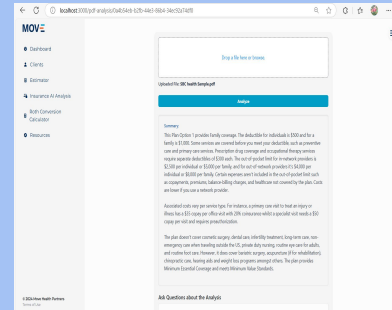 localhost:3000/pdf-analysis/0a4b54eb-b2fb-44e3-86b4-34ec92a74df0
MOVE
Dashboard
Clients
Estimator
Insurance AI Analysis
Roth Conversion
Calculator
Resources
Drop a file here or browse.
Uploaded File: SBC health Sample.pdf
Analyze
Summary
This Plan Option 1 provides Family coverage. The deductible for individuals is $500 and for a
family is $1,000. Some services are covered before you meet your deductible, such as preventive
care and primary care services. Prescription drug coverage and occupational therapy services
require separate deductibles of $300 each. The out-of-pocket limit for in-network providers is
$2,500 per individual or $5,000 per family, and for out-of-network providers it's $4,000 per
individual or $8,000 per family. Certain expenses aren't included in the out-of-pocket limit such
as copayments, premiums, balance-billing charges, and healthcare not covered by the plan. Costs
are lower if you use a network provider.
Associated costs vary per service type. For instance, a primary care visit to treat an injury or
illness has a $35 copay per office visit with 20% coinsurance whilst a specialist visit needs a $50
copay per visit and requires preauthorization.
The plan doesn't cover cosmetic surgery, dental care, infertility treatment, long-term care, non-
emergency care when traveling outside the US, private duty nursing, routine eye care for adults,
and routine foot care. However, it does cover bariatric surgery, acupuncture (if for rehabilitation),
chiropractic care, hearing aids and weight loss programs amongst others. The plan provides
Minimum Essential Coverage and meets Minimum Value Standards.
Ask Questions about the Analysis
© 2024 Move Health Partners
Terms of Use